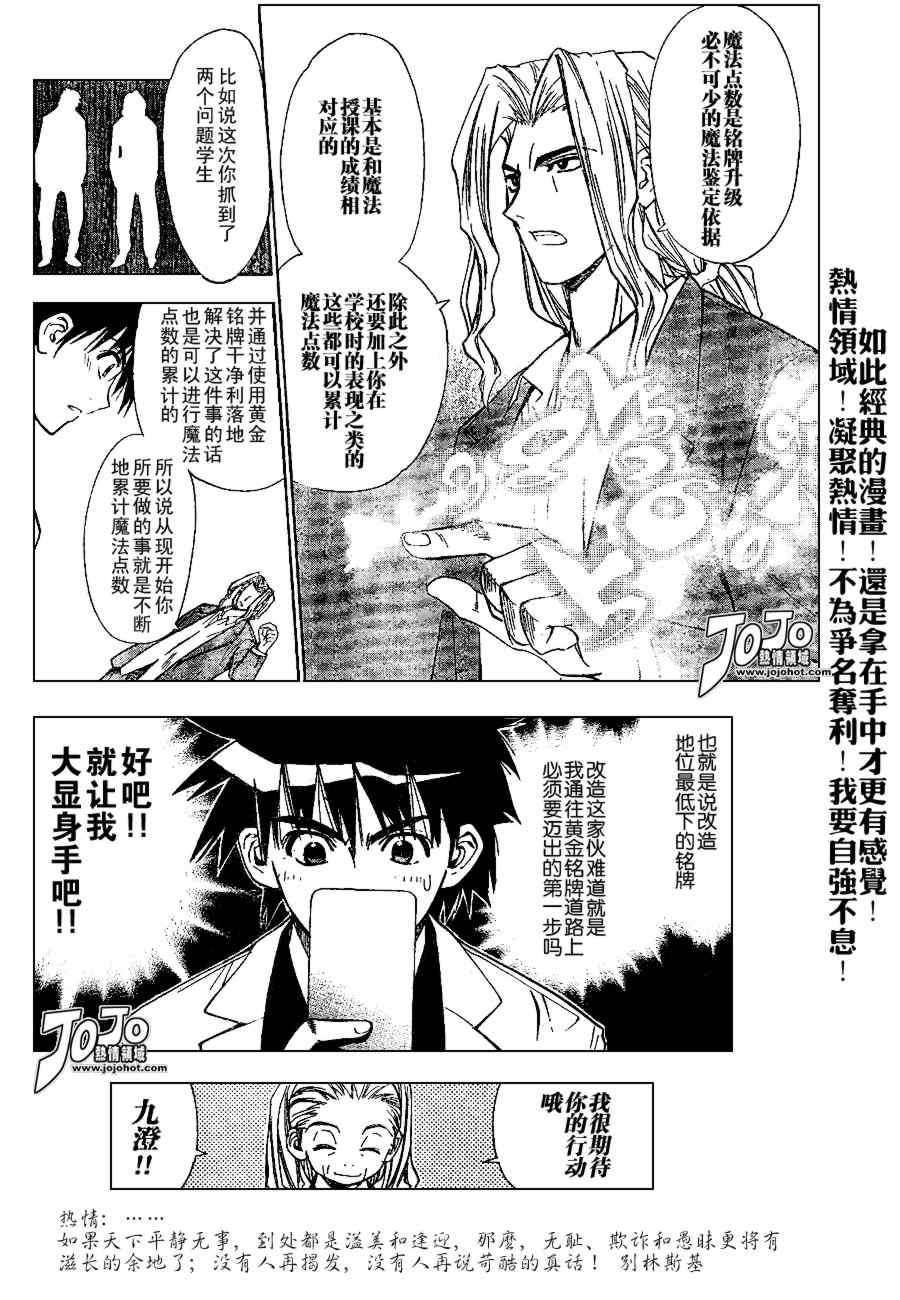 魔法点数是铭牌升级
必不可少的魔法鉴定依据
基本是和魔法
授课的成绩相
对应的
除此之外
还要加上你在
学校时的表现之类的
这些都可以累计
魔法点数
比如说这次你抓到了
两个问题学生
并通过使用黄金
铭牌干净利落地
解决了这件事的话
也是可以进行魔法
点数的累计的
所以说从现开始你
所要做的事就是不断
地累计魔法点数
也就是说改造
地位最低下的铭牌
改造这家伙难道就是
我通往黄金铭牌道路上
必须要迈出的第一步吗
好吧!!
就让我
大显身手吧!!
我很期待
你的行动
哦
九澄!!
如此經典的漫畫！還是拿在手中才更有感覺！
熱情領域！凝聚熱情！不為爭名奪利！我要自強不息！
JOJO
熱情領域
www.jojohot.com
JOJO
熱情領域
www.jojohot.com
热情：……
如果天下平静无事，到处都是溢美和逢迎，那麽，无耻、欺诈和愚昧更将有
滋长的余地了；没有人再揭发，没有人再说苛酷的真话！ 别林斯基